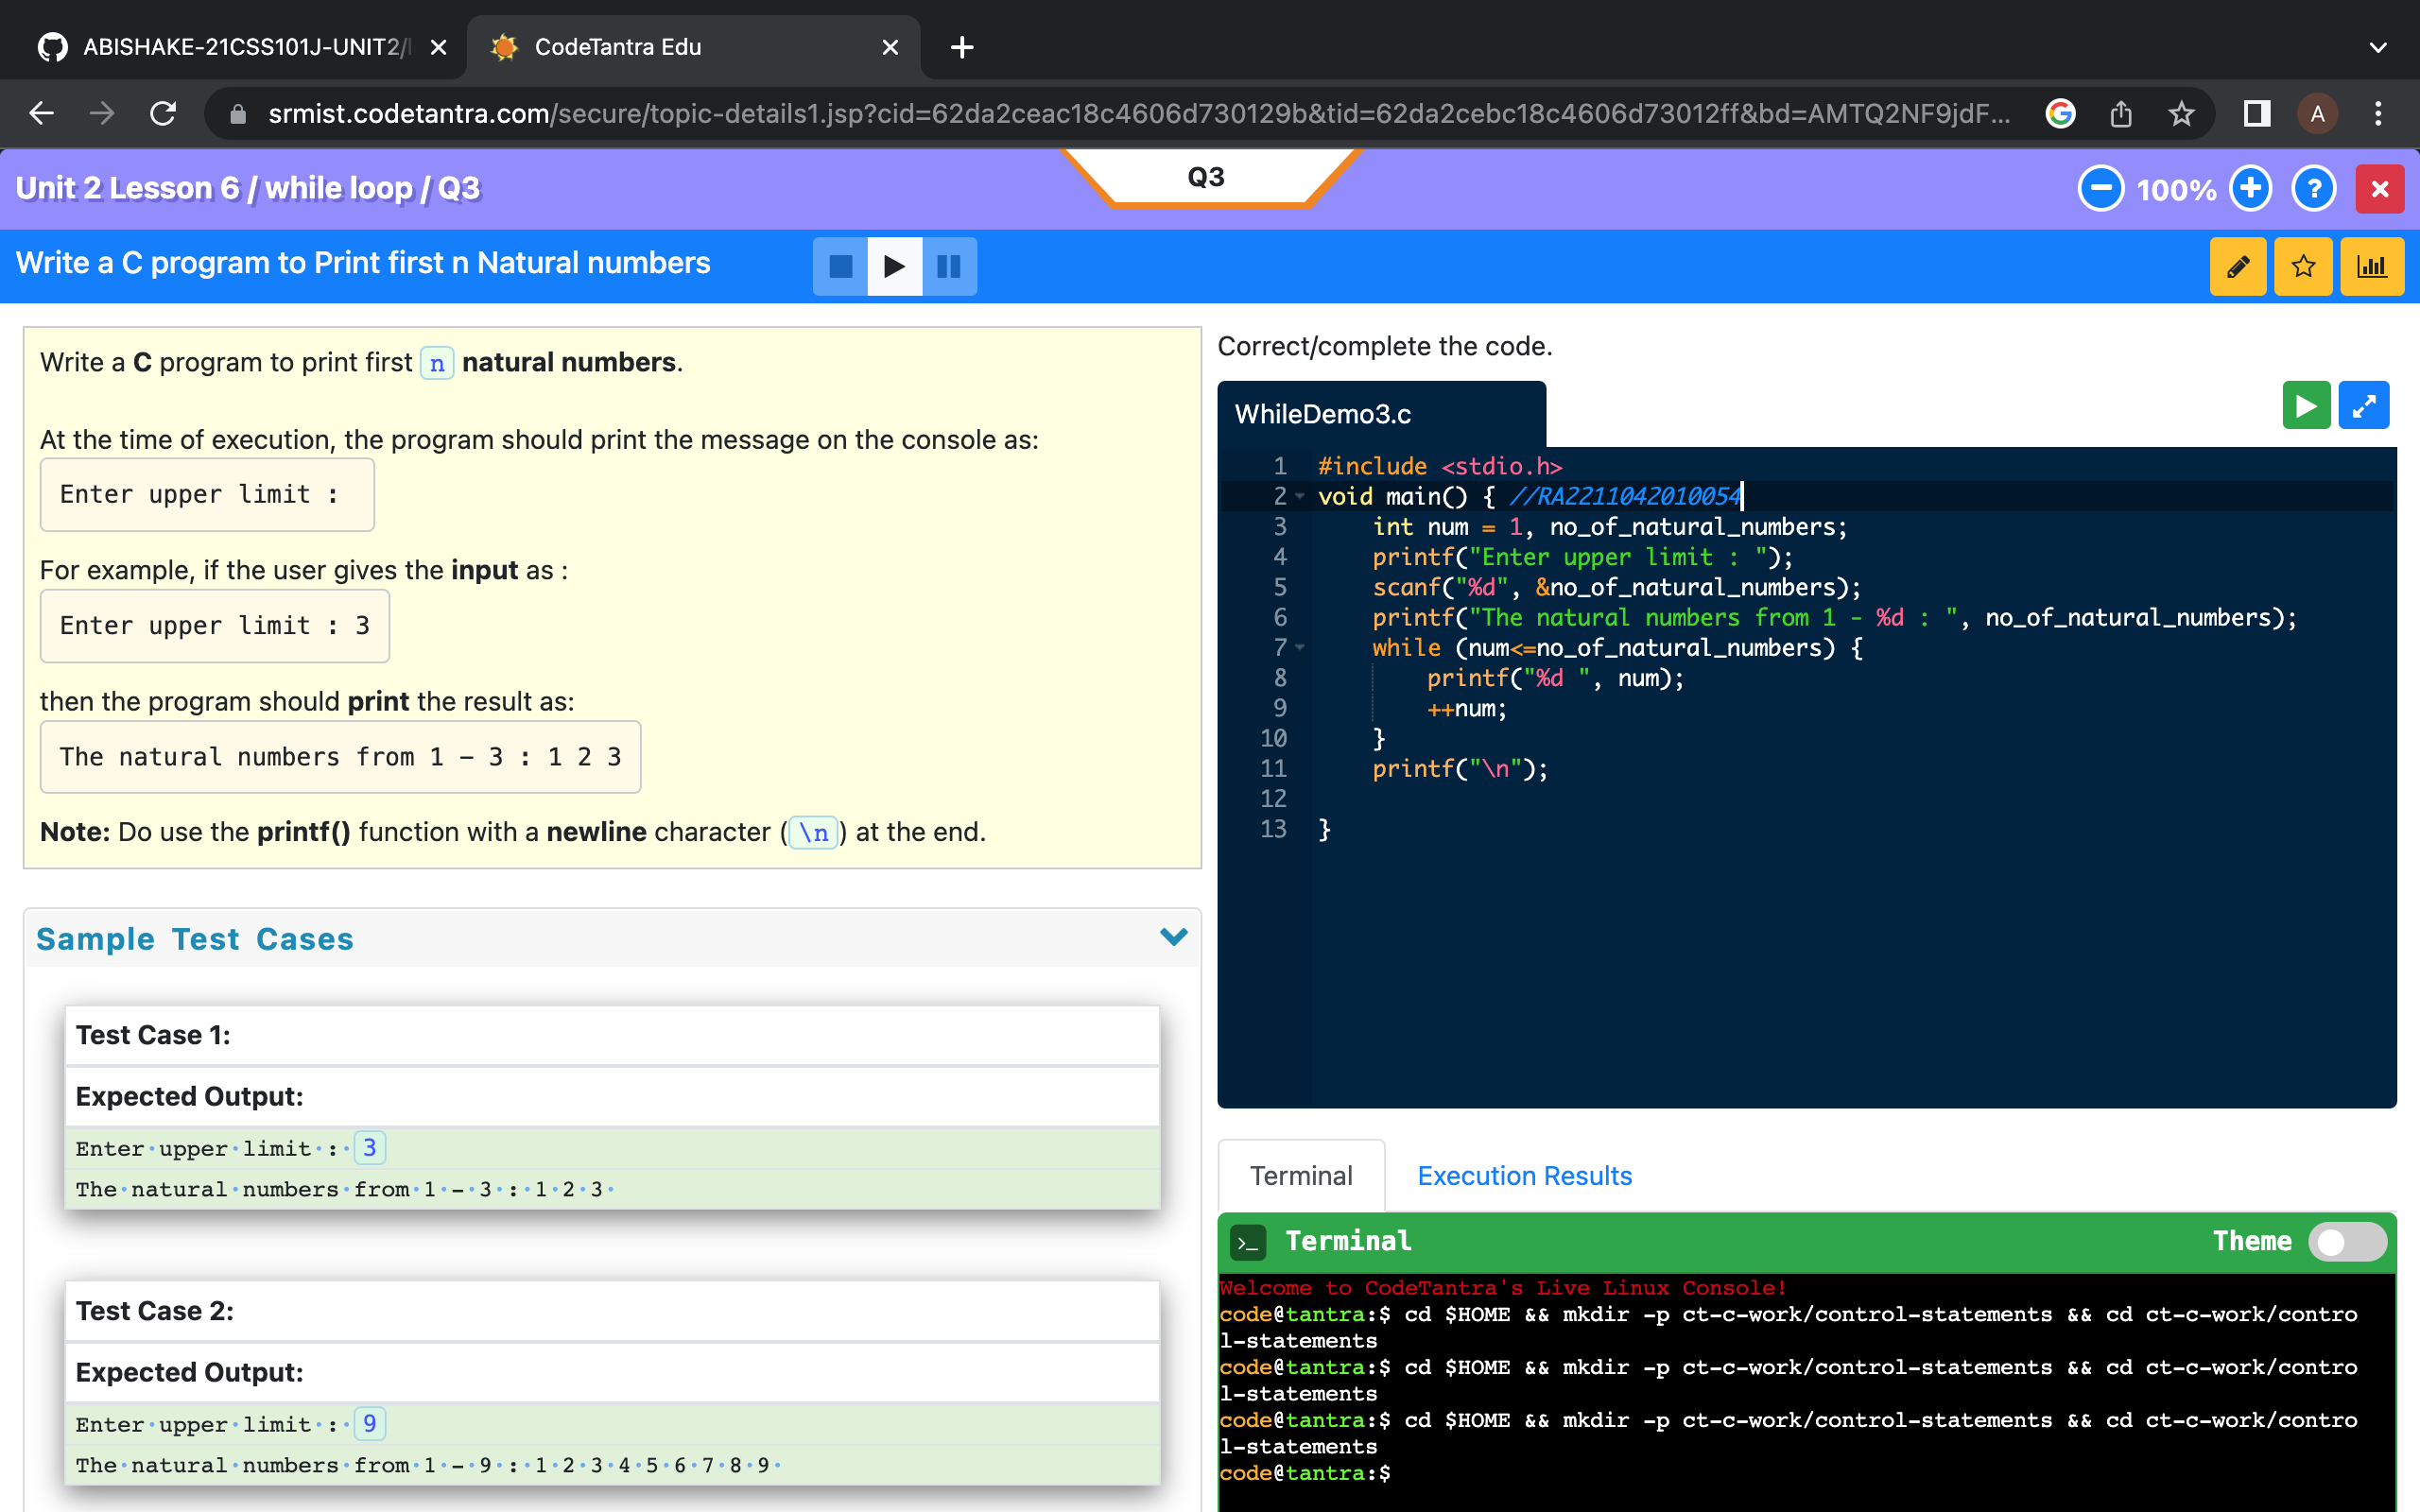 ABISHAKE-21CSS101J-UNIT2/
CodeTantra Edu
srmist.codetantra.com/secure/topic-details1.jsp?cid=62da2ceac18c4606d730129b&tid=62da2cebc18c4606d73012ff&bd=AMTQ2NF9jdF...
A
Unit 2 Lesson 6 / while loop / Q3
Q3
100%
?
Write a C program to Print first n Natural numbers
Write a C program to print first n natural numbers.
At the time of execution, the program should print the message on the console as:
Enter upper limit :
For example, if the user gives the input as :
Enter upper limit : 3
then the program should print the result as:
The natural numbers from 1 - 3 : 1 2 3
Note: Do use the printf() function with a newline character (\n) at the end.
Sample Test Cases
Test Case 1:
Expected Output:
Enter·upper·limit·:·3
The·natural·numbers·from·1·-·3·:·1·2·3·
Test Case 2:
Expected Output:
Enter·upper·limit·:·9
The·natural·numbers·from·1·-·9·:·1·2·3·4·5·6·7·8·9·
Correct/complete the code.
WhileDemo3.c
1 #include <stdio.h>
2 void main() { //RA2211042010054
3 int num = 1, no_of_natural_numbers;
4 printf("Enter upper limit : ");
5 scanf("%d", &no_of_natural_numbers);
6 printf("The natural numbers from 1 - %d : ", no_of_natural_numbers);
7 while (num<=no_of_natural_numbers) {
8 printf("%d ", num);
9 ++num;
10 }
11 printf("\n");
12
13 }
Terminal
Execution Results
>_ Terminal
Theme
Welcome to CodeTantra's Live Linux Console!
code@tantra:$ cd $HOME && mkdir -p ct-c-work/control-statements && cd ct-c-work/contro
l-statements
code@tantra:$ cd $HOME && mkdir -p ct-c-work/control-statements && cd ct-c-work/contro
l-statements
code@tantra:$ cd $HOME && mkdir -p ct-c-work/control-statements && cd ct-c-work/contro
l-statements
code@tantra:$